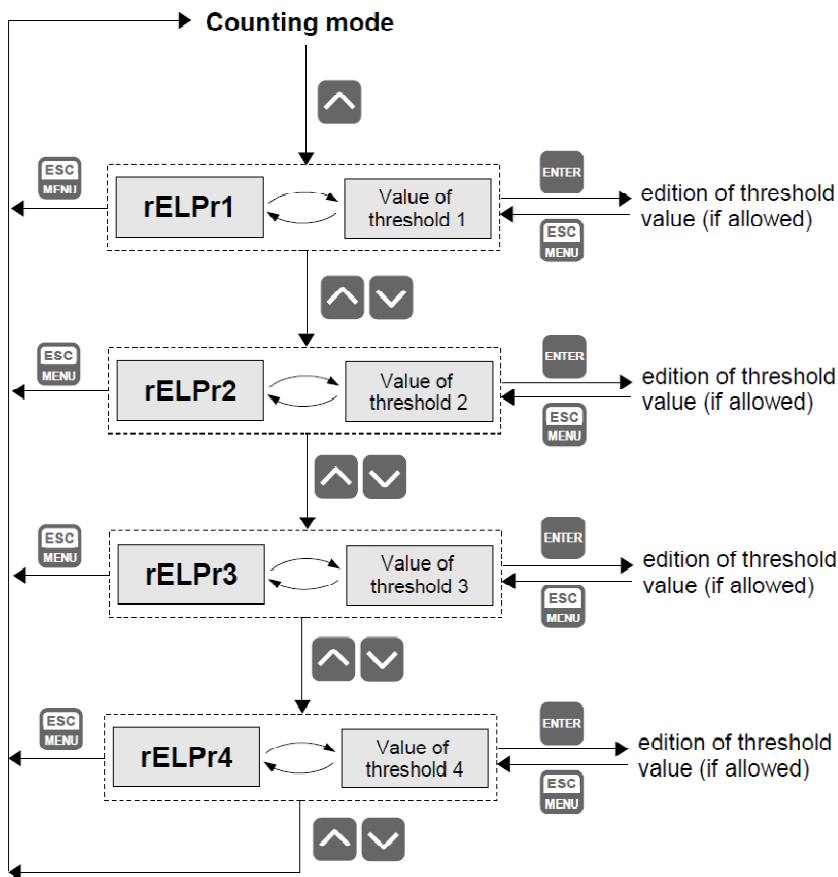 Counting mode
ESC
MENU
rELPr1
Value of
threshold 1
ENTER
ESC
MENU
edition of threshold
value (if allowed)
ESC
MENU
rELPr2
Value of
threshold 2
ENTER
ESC
MENU
edition of threshold
value (if allowed)
ESC
MENU
rELPr3
Value of
threshold 3
ENTER
ESC
MENU
edition of threshold
value (if allowed)
ESC
MENU
rELPr4
Value of
threshold 4
ENTER
ESC
MENU
edition of threshold
value (if allowed)